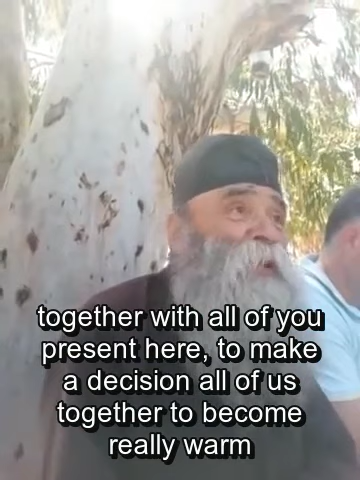 together with all of you
present here, to make
a decision all of us
together to become
really warm